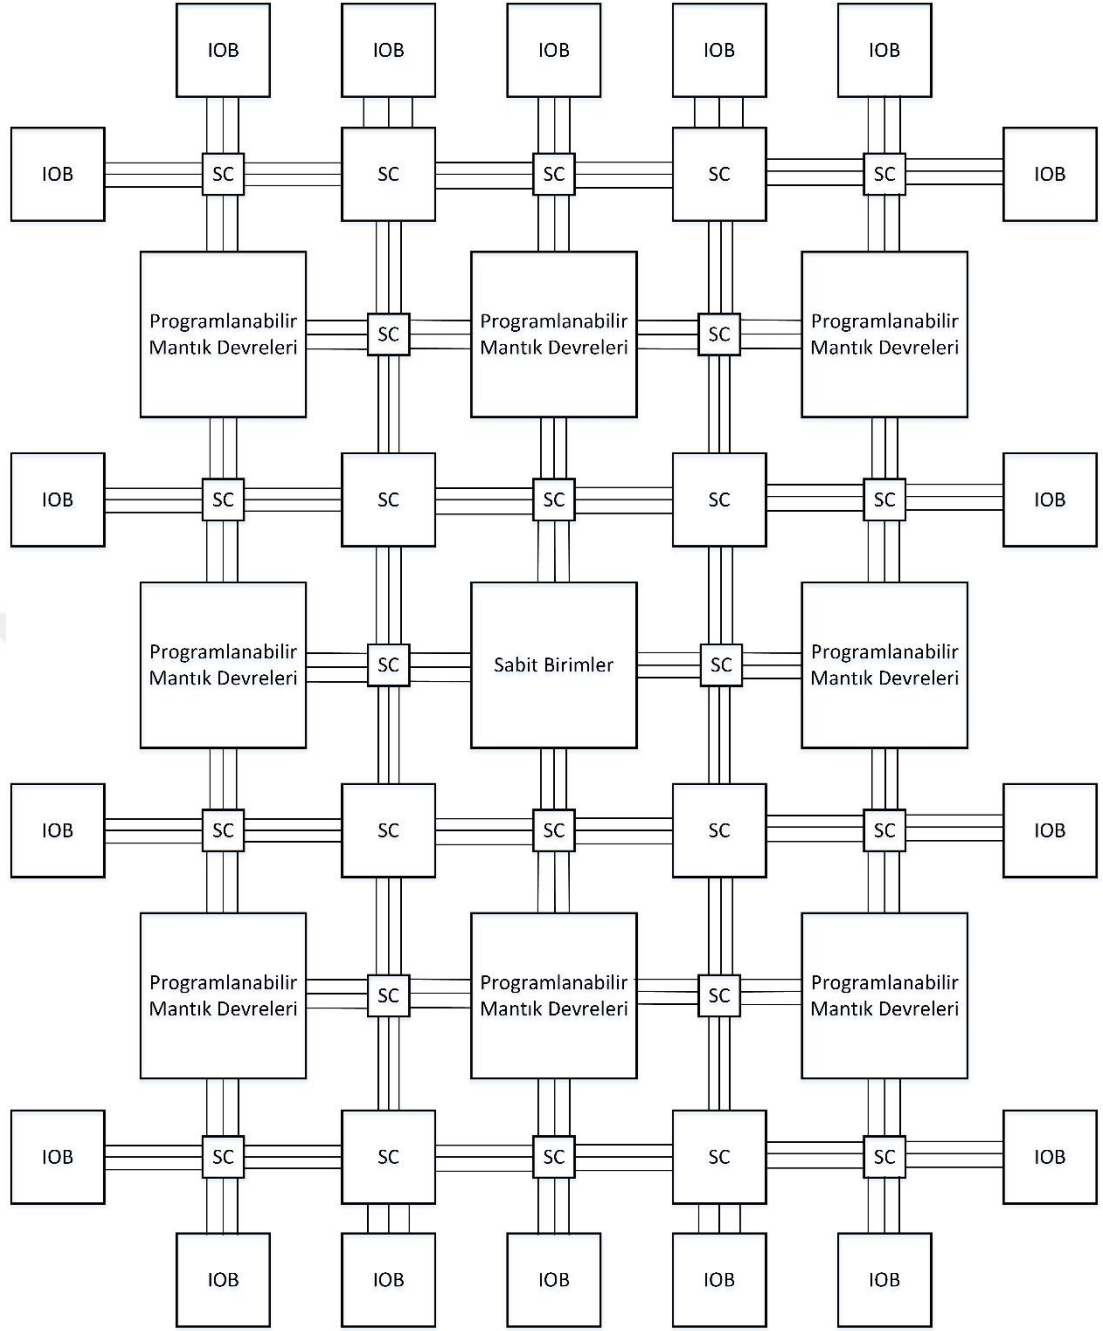 IOB IOB IOB IOB IOB
IOB SC SC SC SC SC IOB
Programlanabilir Programlanabilir Programlanabilir
Mantık Devreleri SC Mantık Devreleri SC Mantık Devreleri
IOB SC SC SC SC SC IOB
Programlanabilir Programlanabilir
Mantık Devreleri SC Sabit Birimler SC Mantık Devreleri
IOB SC SC SC SC SC IOB
Programlanabilir Programlanabilir Programlanabilir
Mantık Devreleri SC Mantık Devreleri SC Mantık Devreleri
IOB SC SC SC SC SC IOB
IOB IOB IOB IOB IOB